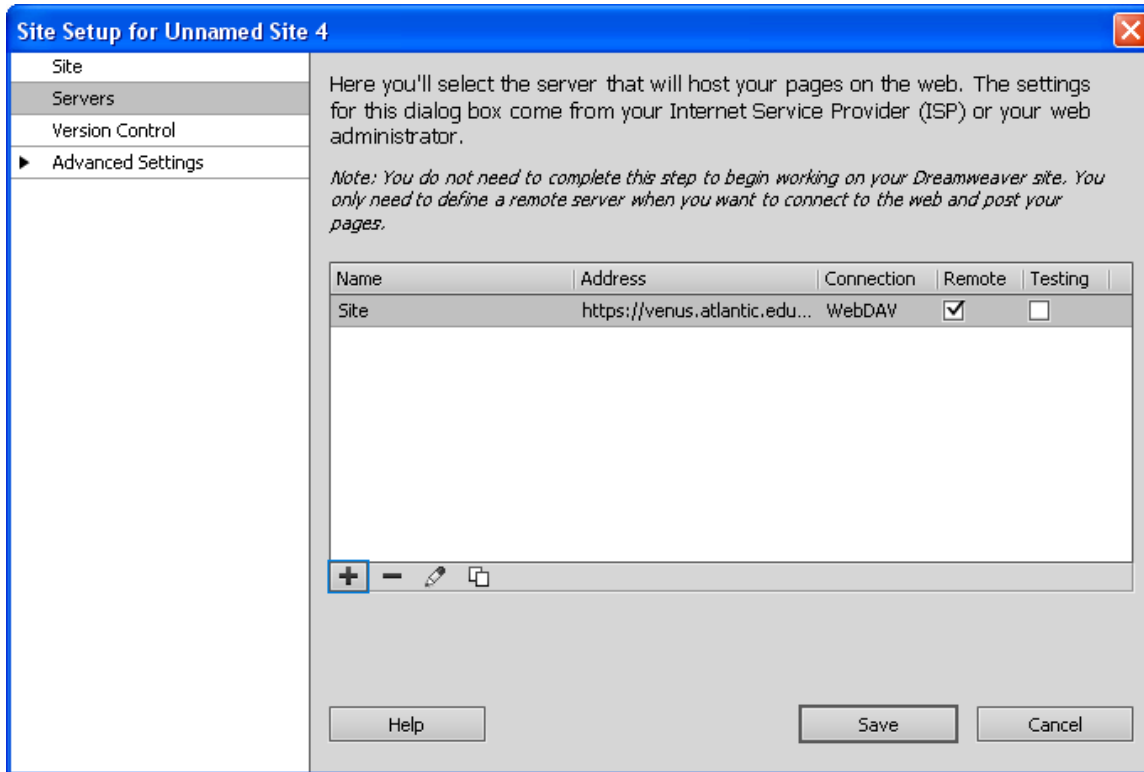 Site Setup for Unnamed Site 4
Site
Servers
Version Control
Advanced Settings
Here you'll select the server that will host your pages on the web. The settings
for this dialog box come from your Internet Service Provider (ISP) or your web
administrator.
Note: You do not need to complete this step to begin working on your Dreamweaver site. You
only need to define a remote server when you want to connect to the web and post your
pages.
Name Address Connection Remote Testing
Site https://venus.atlantic.edu... WebDAV
Help Save Cancel